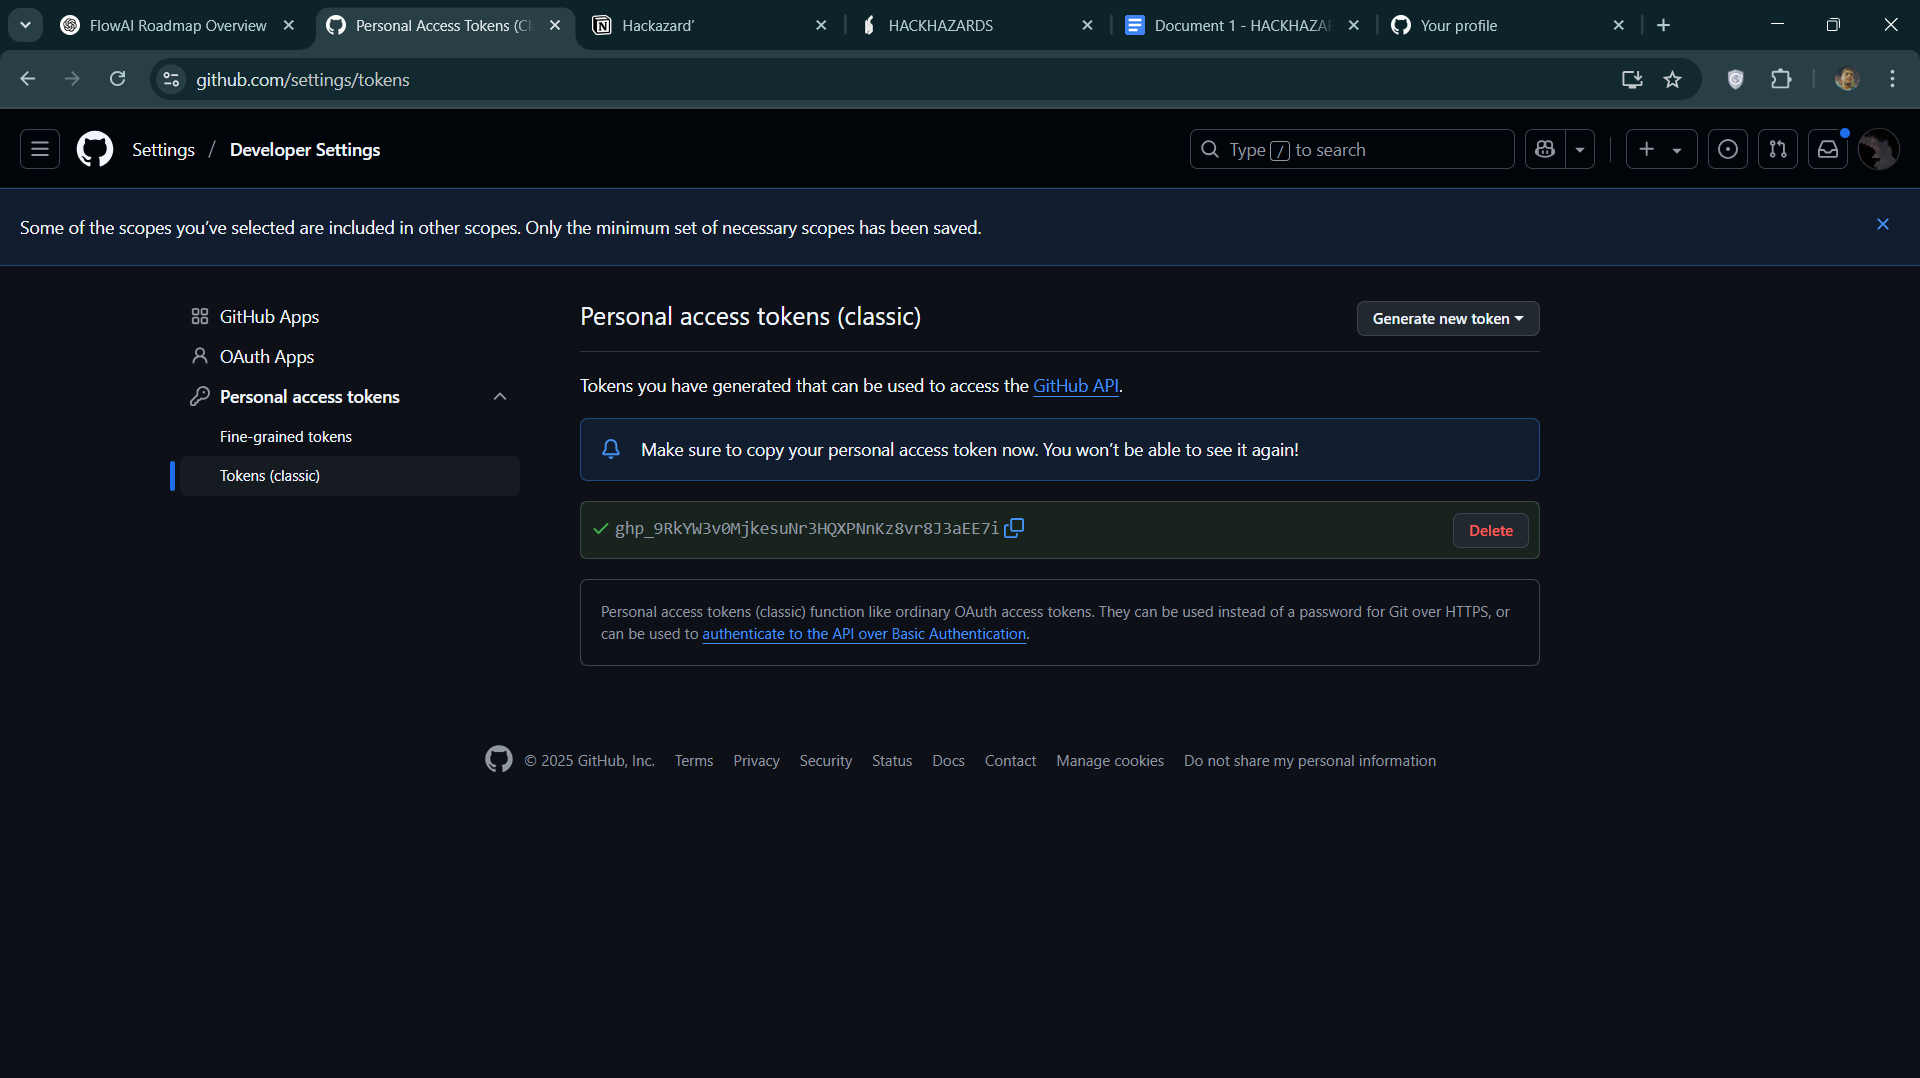 FlowAI Roadmap Overview
Personal Access Tokens (Cl
Hackazard'
HACKHAZARDS
Document 1 - HACKHAZAR
Your profile
github.com/settings/tokens
Settings / Developer Settings
Type / to search
Some of the scopes you’ve selected are included in other scopes. Only the minimum set of necessary scopes has been saved.
GitHub Apps
OAuth Apps
Personal access tokens
Fine-grained tokens
Tokens (classic)
Personal access tokens (classic)
Generate new token
Tokens you have generated that can be used to access the GitHub API.
Make sure to copy your personal access token now. You won’t be able to see it again!
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
Delete
Personal access tokens (classic) function like ordinary OAuth access tokens. They can be used instead of a password for Git over HTTPS, or
can be used to authenticate to the API over Basic Authentication.
© 2025 GitHub, Inc. Terms Privacy Security Status Docs Contact Manage cookies Do not share my personal information